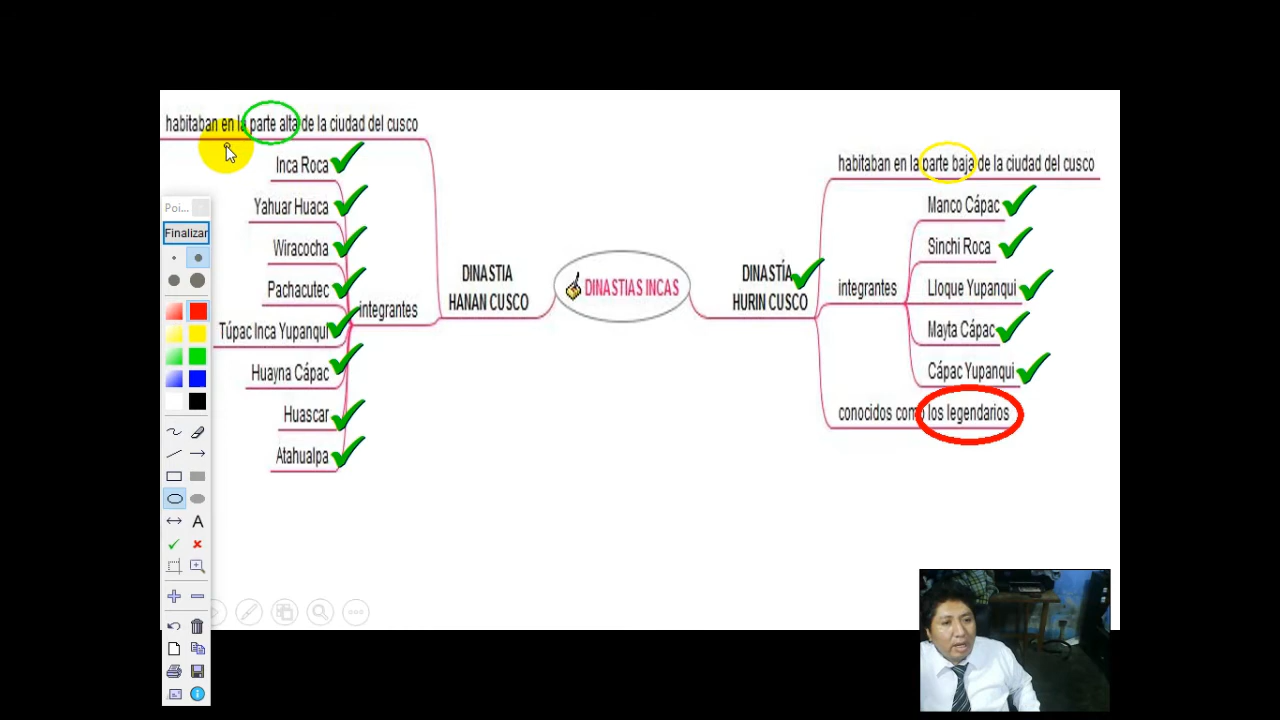 habitaban en la parte alta de la ciudad del cusco
Inca Roca
Yahuar Huaca
Wiracocha
Pachacutec
Túpac Inca Yupanqui
Huayna Cápac
Huascar
Atahualpa
integrantes
DINASTIA
HANAN CUSCO
DINASTIAS INCAS
DINASTÍA
HURIN CUSCO
habitaban en la parte baja de la ciudad del cusco
integrantes
Manco Cápac
Sinchi Roca
Lloque Yupanqui
Mayta Cápac
Cápac Yupanqui
conocidos como los legendarios
Poi...
Finalizar
A